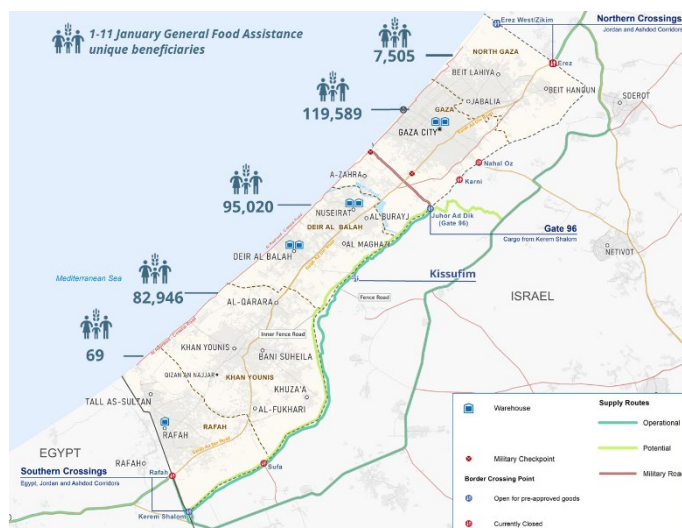 1-11 January General Food Assistance
unique beneficiaries
Erez West/Zikim
Northern Crossings
Jordan and Ashdod Corridors
7,505
NORTH GAZA
Erez
BEIT LAHIYA
BEIT HANOUN
JABALIA
SDEROT
119,589
GAZA
GAZA CITY
Nahal Oz
A-ZAHRA
Karni
95,020
NUSEIRAT
AL BURAYJ
Juhor Ad Dik
(Gate 96)
Gate 96
Cargo from Kerem Shalom
DEIR AL BALAH
AL MAGHAZI
DEIR AL BALAH
NETIVOT
Mediterranean Sea
Kissufim
82,946
AL-QARARA
Fence Road
ISRAEL
69
Inner Fence Road
KHAN YOUNIS
BANI SUHEILA
QIZAN AN NAJJAR
KHAN YOUNIS
KHUZA'A
TALL AS-SULTAN
AL-FUKHARI
RAFAH
RAFAH
EGYPT
RAFAH
Southern Crossings
Egypt, Jordan and Ashdod Corridors
Rafah
Sufa
Kerem Shalom
Warehouse
Military Checkpoint
Border Crossing Point
Open for pre-approved goods
Currently Closed
Supply Routes
Operational
Potential
Military Road